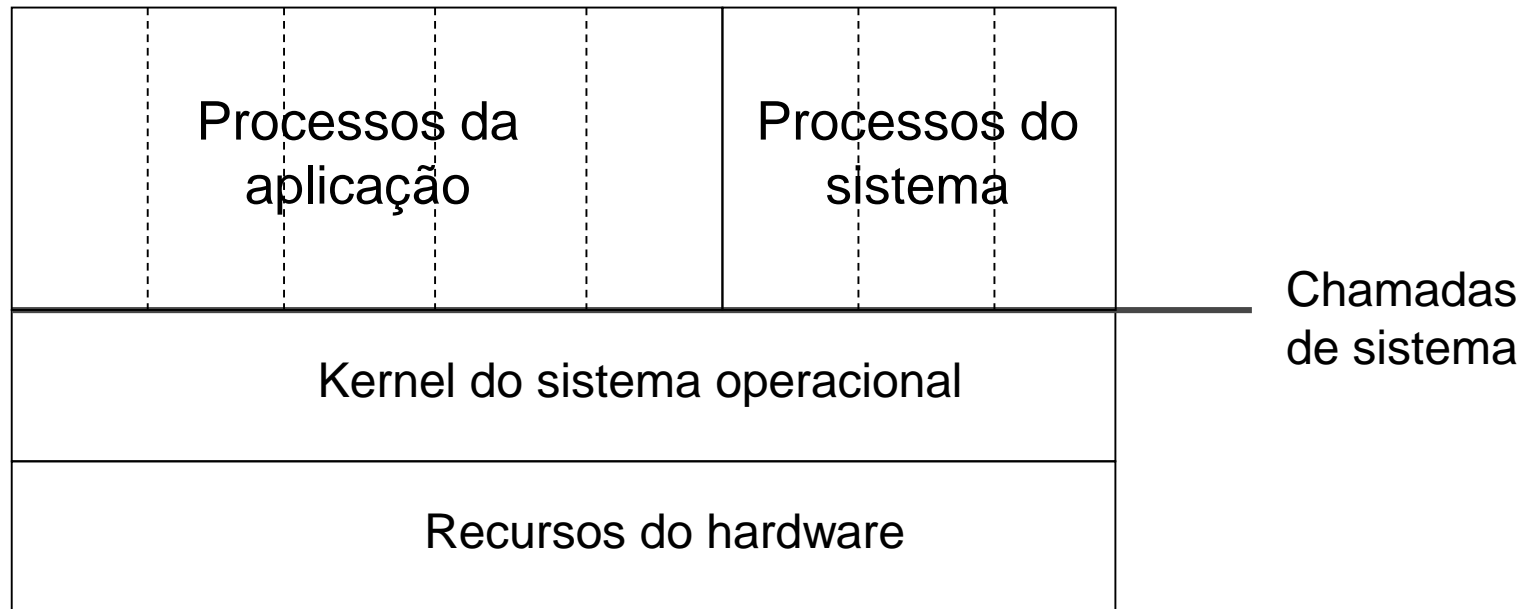 Processos da
aplicação
Processos do
sistema
Chamadas
de sistema
Kernel do sistema operacional
Recursos do hardware